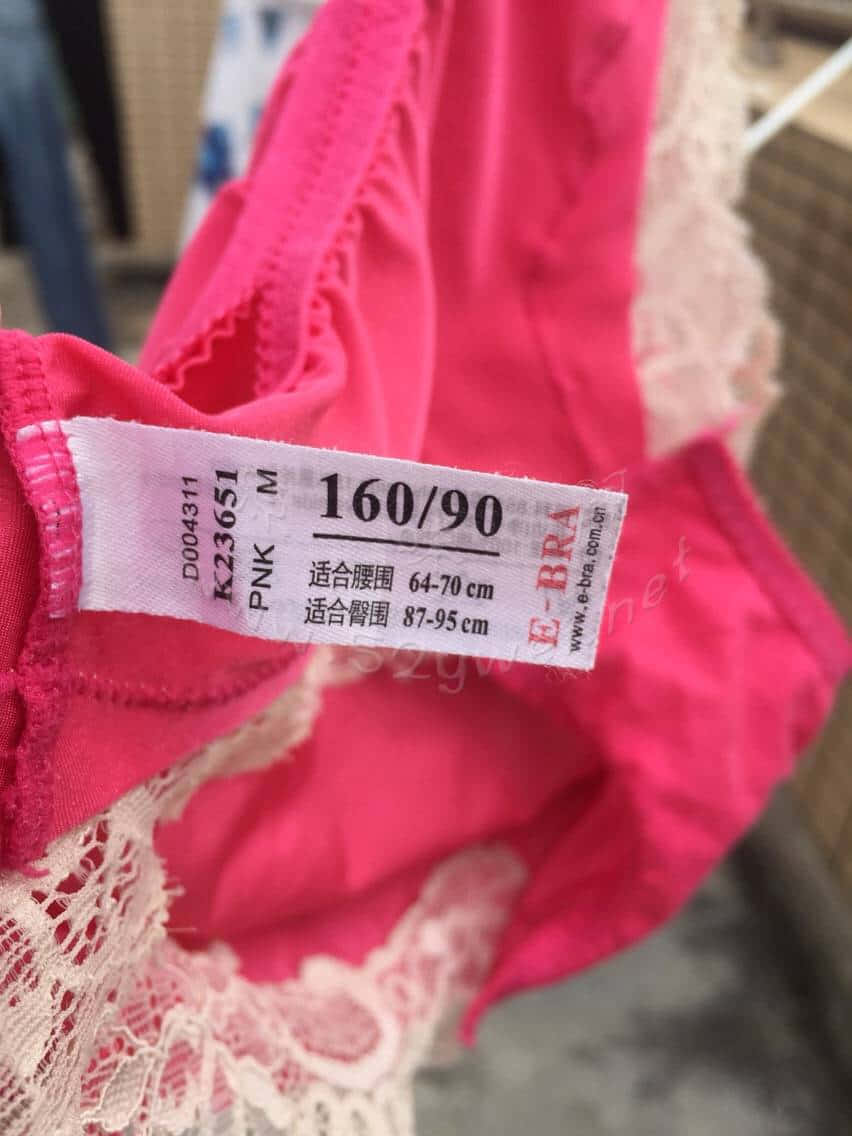 D004311
K23651
PNK M
160/90
适合腰围 64-70 cm
适合臀围 87-95 cm
E-BRA
www.e-bra.com.cn